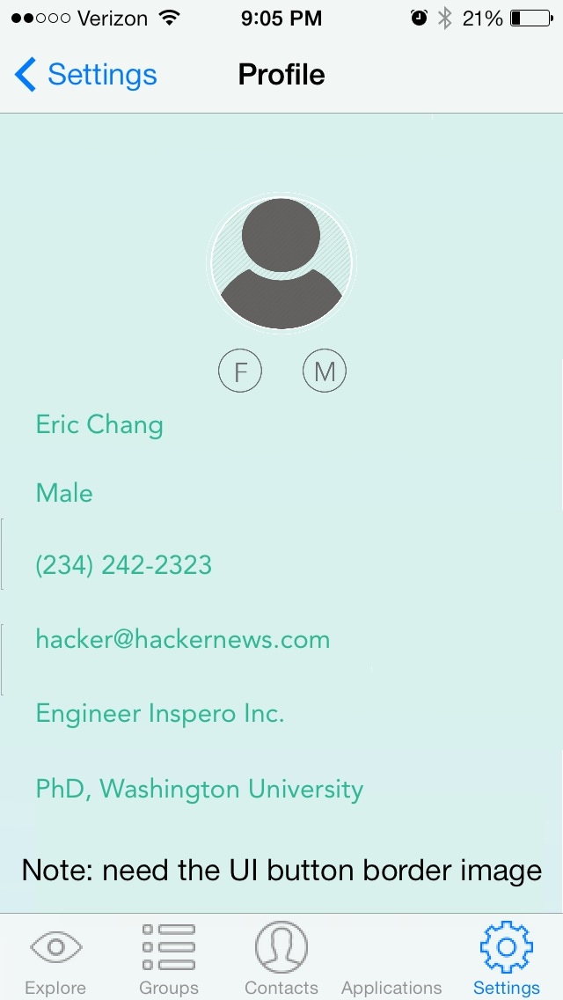 Verizon 9:05 PM 21%
Settings Profile
F M
Eric Chang
Male
(234) 242-2323
hacker@hackernews.com
Engineer Inspero Inc.
PhD, Washington University
Note: need the UI button border image
Explore Groups Contacts Applications Settings